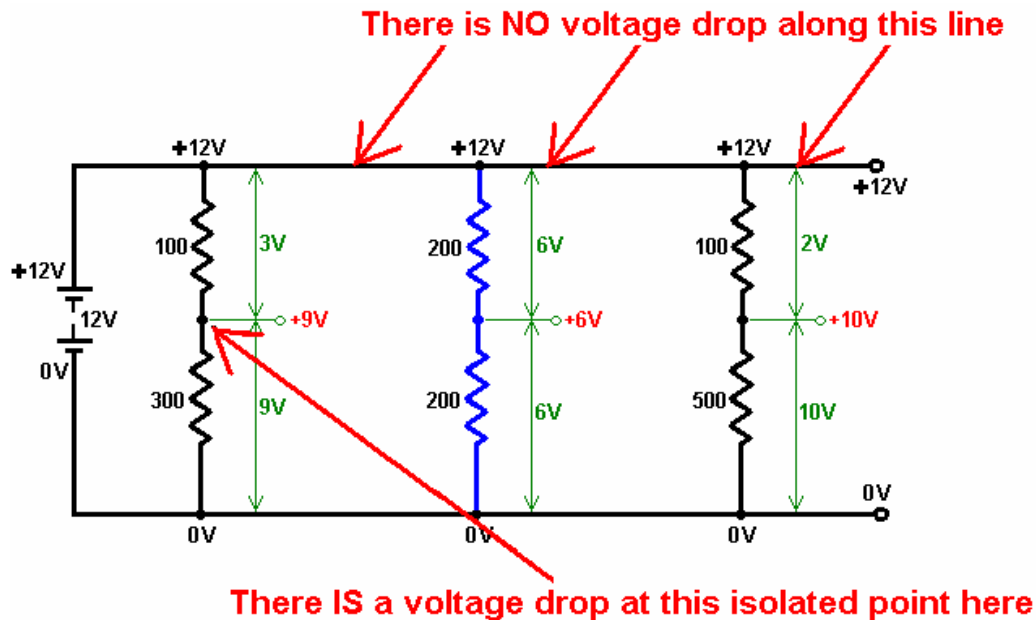 There is NO voltage drop along this line
+12V +12V +12V
+12V
100 3V 200 6V 100 2V
+12V
12V +9V +6V +10V
0V
300 9V 200 6V 500 10V
0V
0V 0V 0V
There IS a voltage drop at this isolated point here